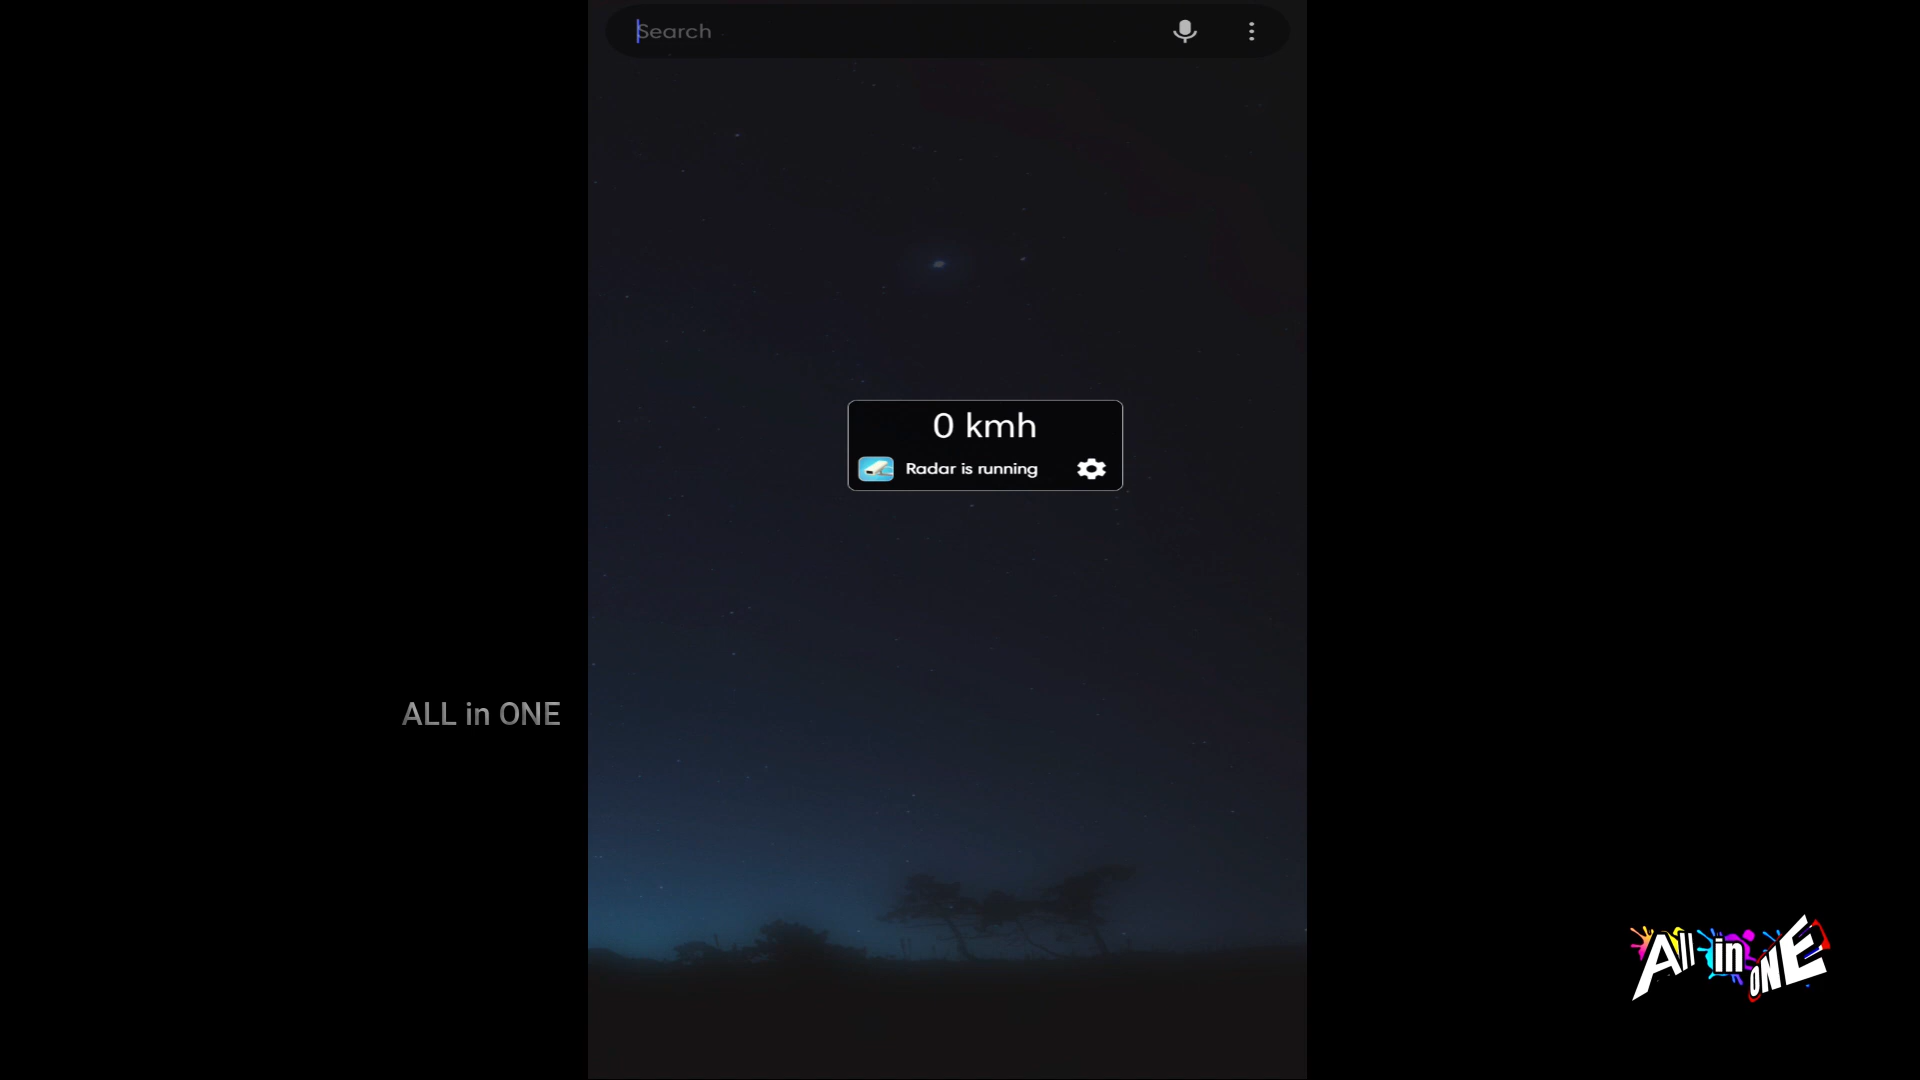 Search
0 kmh
Radar is running
ALL in ONE
All in ONE